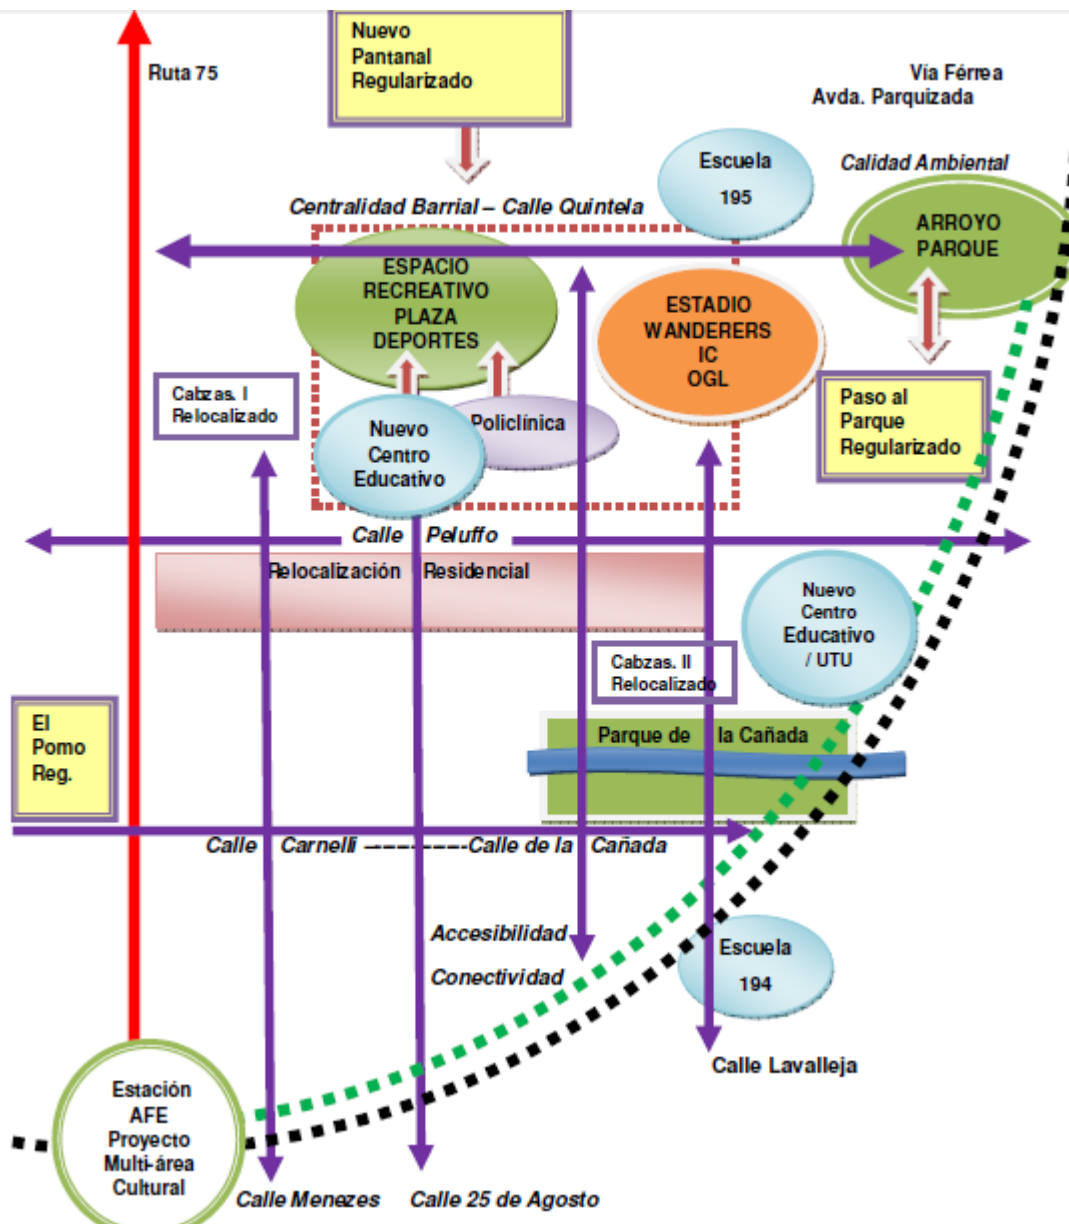 Nuevo
Pantanal
Regularizado
Ruta 75
Vía Férrea
Avda. Parquizada
Escuela
195
Calidad Ambiental
Centralidad Barrial – Calle Quintela
ARROYO
PARQUE
ESPACIO
RECREATIVO
PLAZA
DEPORTES
ESTADIO
WANDERERS
IC
OGL
Cabzas. I
Relocalizado
Paso al
Parque
Regularizado
Policlínica
Nuevo
Centro
Educativo
Calle Peluffo
Relocalización Residencial
Nuevo
Centro
Educativo
/ UTU
Cabzas. II
Relocalizado
El
Pomo
Reg.
Parque de la Cañada
Calle Carnelli -----------Calle de la Cañada
Accesibilidad
Conectividad
Escuela
194
Calle Lavalleja
Estación
AFE
Proyecto
Multi-área
Cultural
Calle Menezes
Calle 25 de Agosto